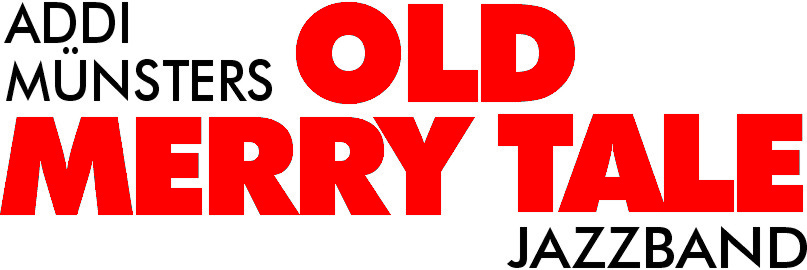 ADDI
MÜNSTERS OLD
MERRY TALE
JAZZBAND